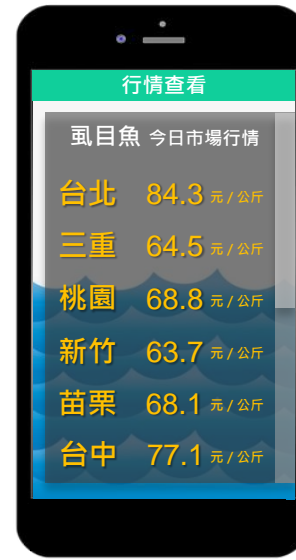 行情查看
虱目魚 今日市場行情
台北 84.3 元/公斤
三重 64.5 元/公斤
桃園 68.8 元/公斤
新竹 63.7 元/公斤
苗栗 68.1 元/公斤
台中 77.1 元/公斤